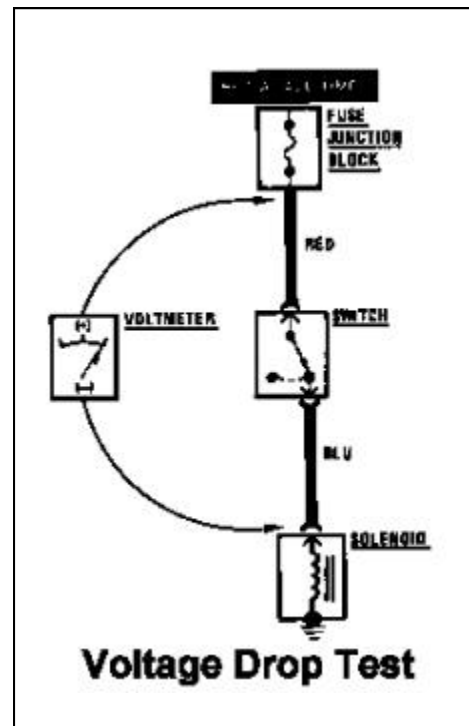 FUSE
JUNCTION
BLOCK
RED
VOLTMETER
(+)
SWITCH
(-)
BLU
SOLENOID
Voltage Drop Test